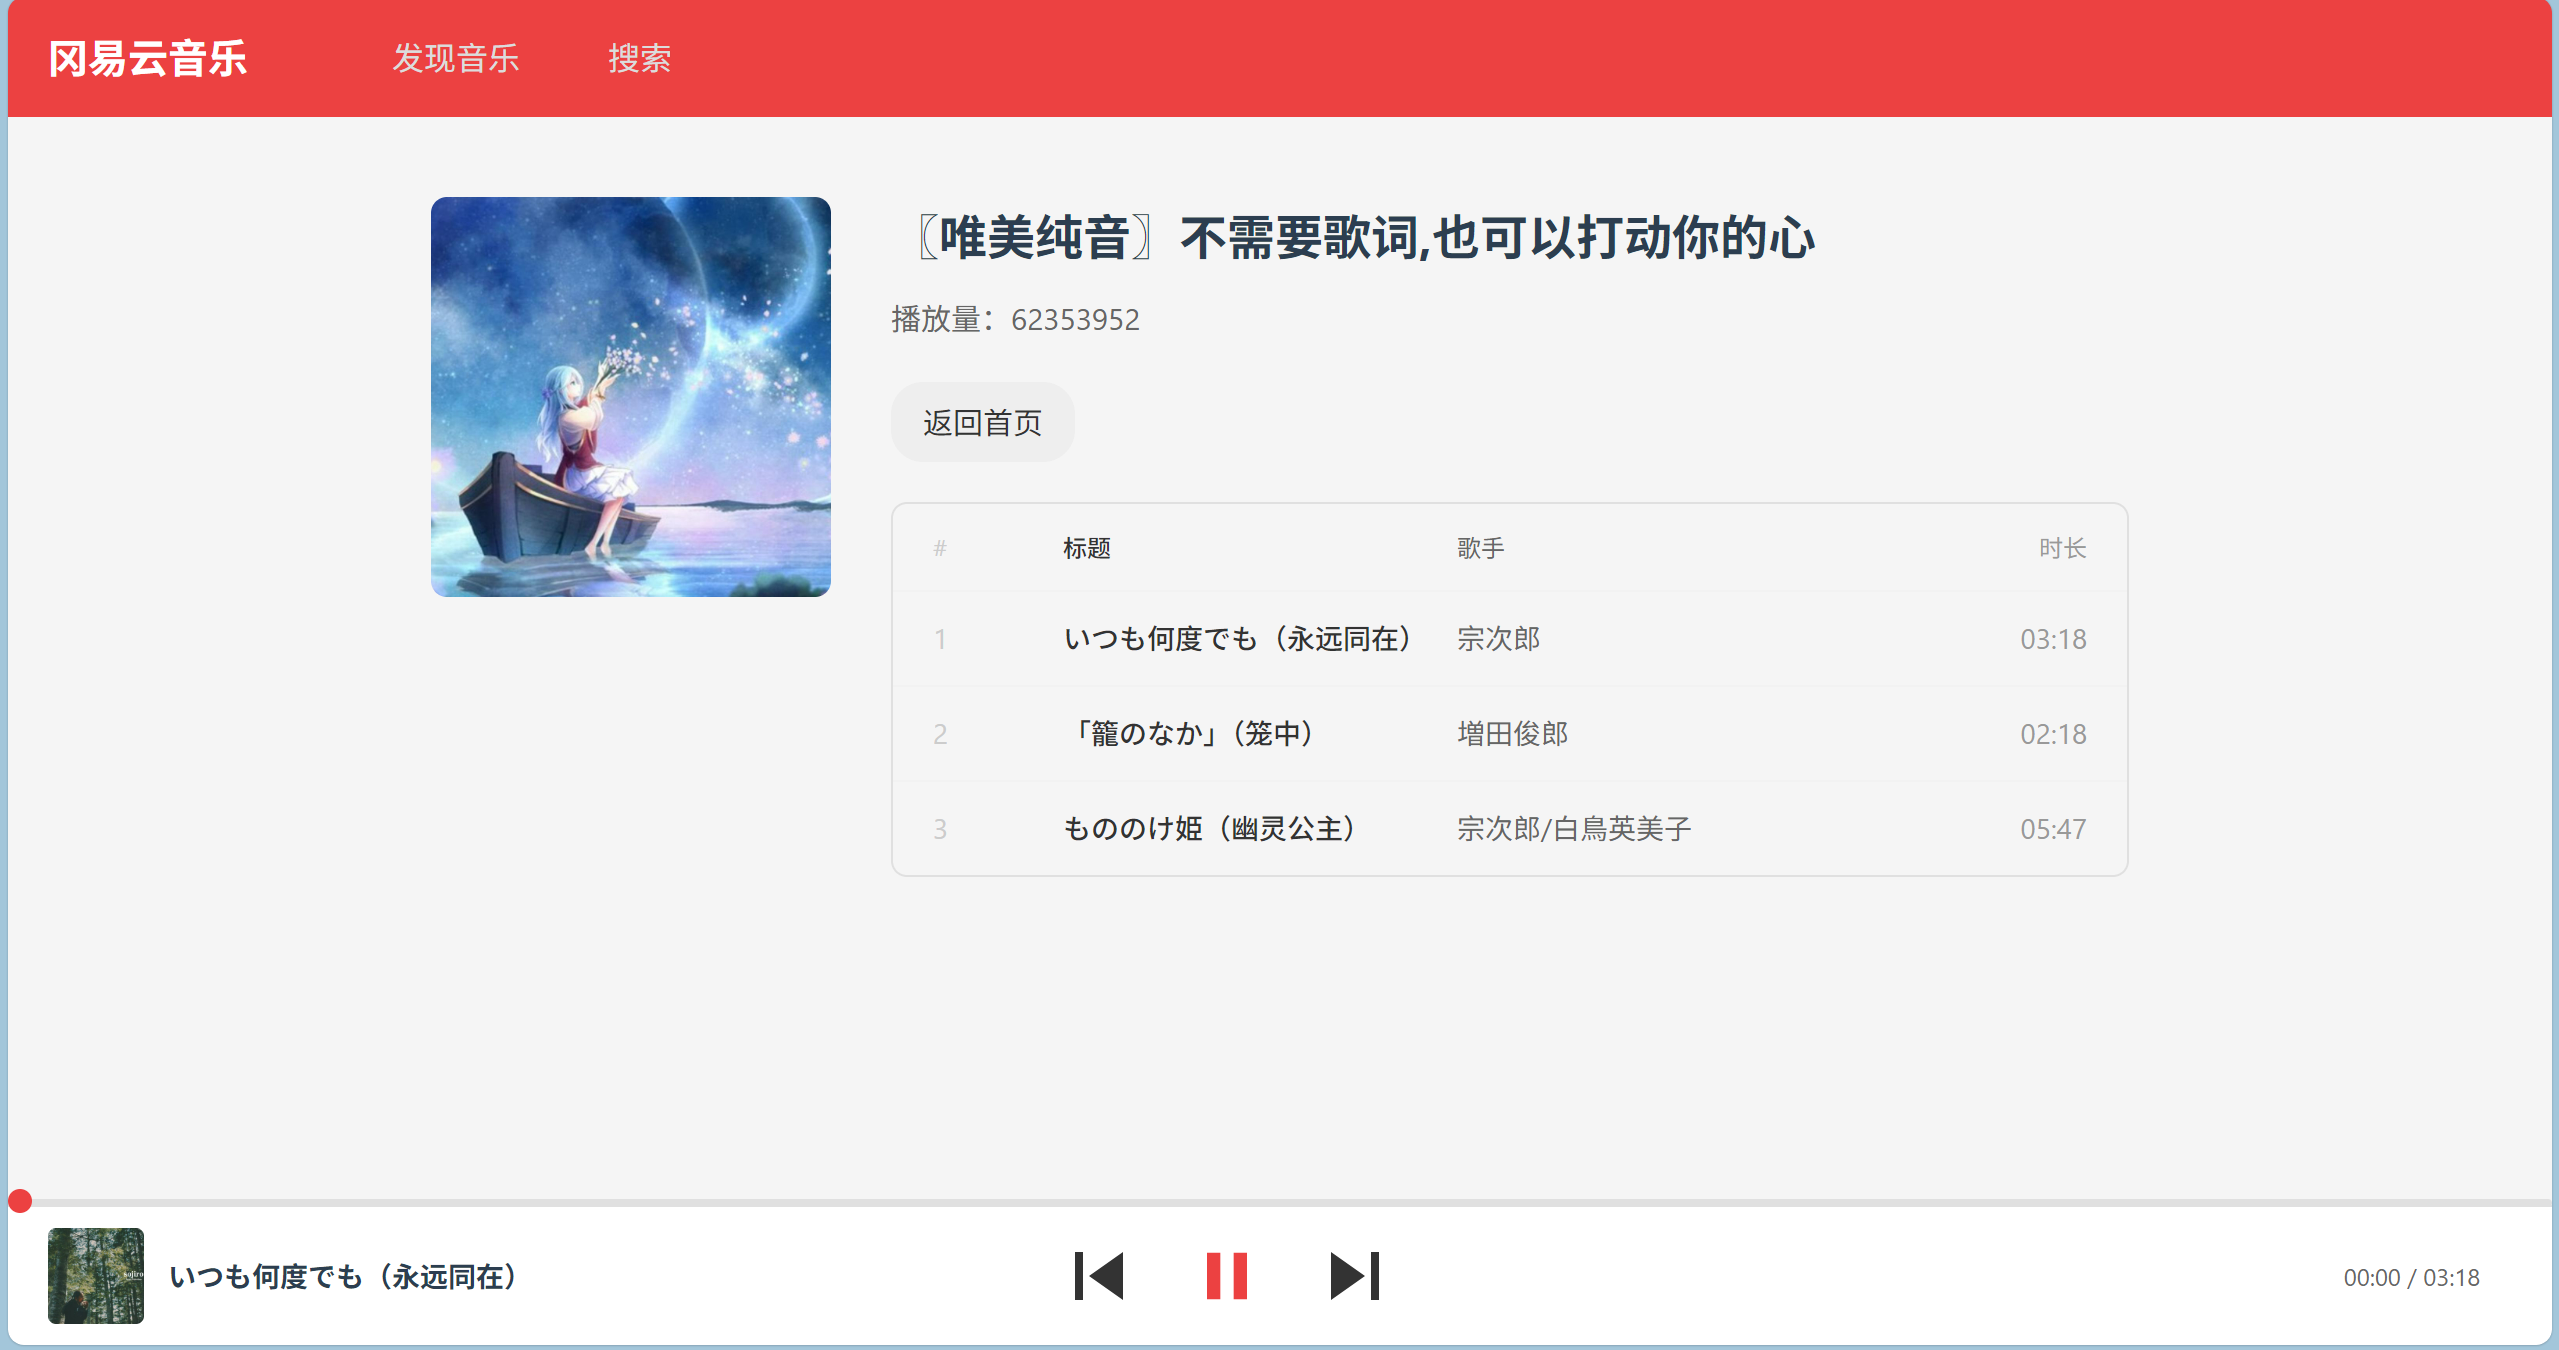 冈易云音乐 发现音乐 搜索
〖唯美纯音〗不需要歌词,也可以打动你的心
播放量：62353952
返回首页
# 标题 歌手 时长
1 いつも何度でも（永远同在） 宗次郎 03:18
2 「籠のなか」（笼中） 増田俊郎 02:18
3 もののけ姫（幽灵公主） 宗次郎/白鳥英美子 05:47
いつも何度でも（永远同在） 00:00 / 03:18